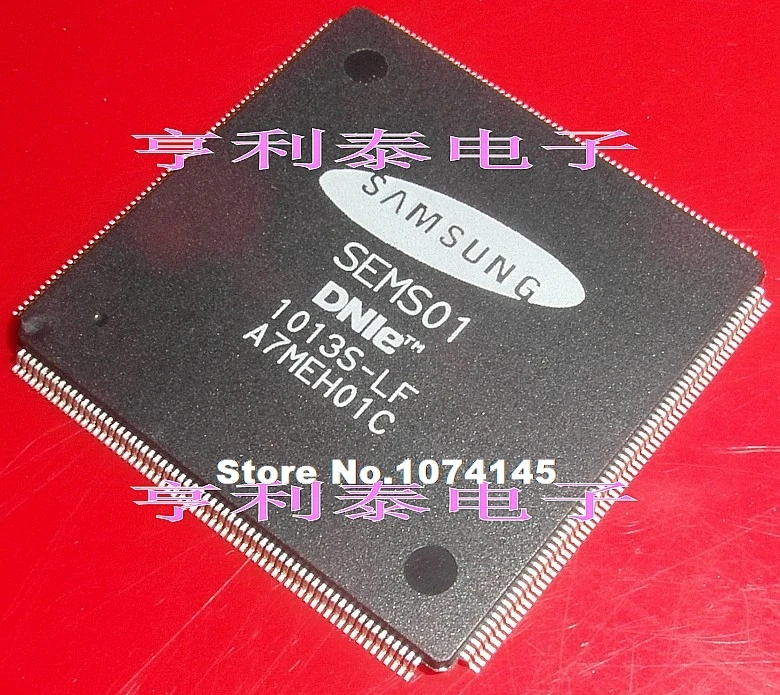 亨利泰电子
SAMSUNG
SEMS01
DNIe™
1013S-LF
A7MEH01C
Store No.1074145
亨利泰电子